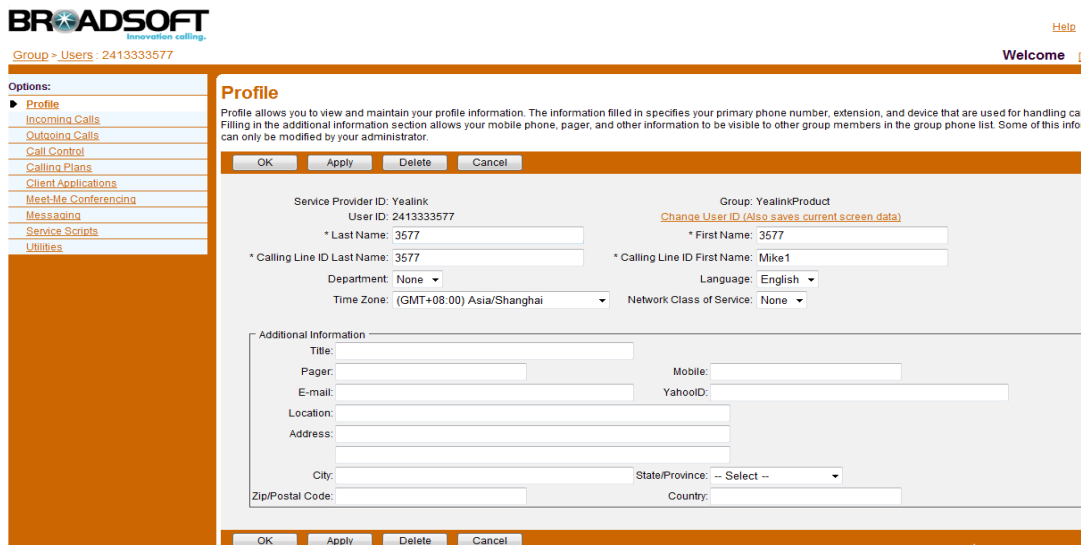 BROADSOFT
Innovation calling.
Help
Group > Users : 2413333577
Welcome
Options:
Profile
Incoming Calls
Outgoing Calls
Call Control
Calling Plans
Client Applications
Meet-Me Conferencing
Messaging
Service Scripts
Utilities
Profile
Profile allows you to view and maintain your profile information. The information filled in specifies your primary phone number, extension, and device that are used for handling ca
Filling in the additional information section allows your mobile phone, pager, and other information to be visible to other group members in the group phone list. Some of this info
can only be modified by your administrator.
OK Apply Delete Cancel
Service Provider ID: Yealink Group: YealinkProduct
User ID: 2413333577 Change User ID (Also saves current screen data)
* Last Name: 3577 * First Name: 3577
* Calling Line ID Last Name: 3577 * Calling Line ID First Name: Mike1
Department: None Language: English
Time Zone: (GMT+08:00) Asia/Shanghai Network Class of Service: None
Additional Information
Title:
Pager: Mobile:
E-mail: YahooID:
Location:
Address:
City: State/Province: -- Select --
Zip/Postal Code: Country:
OK Apply Delete Cancel